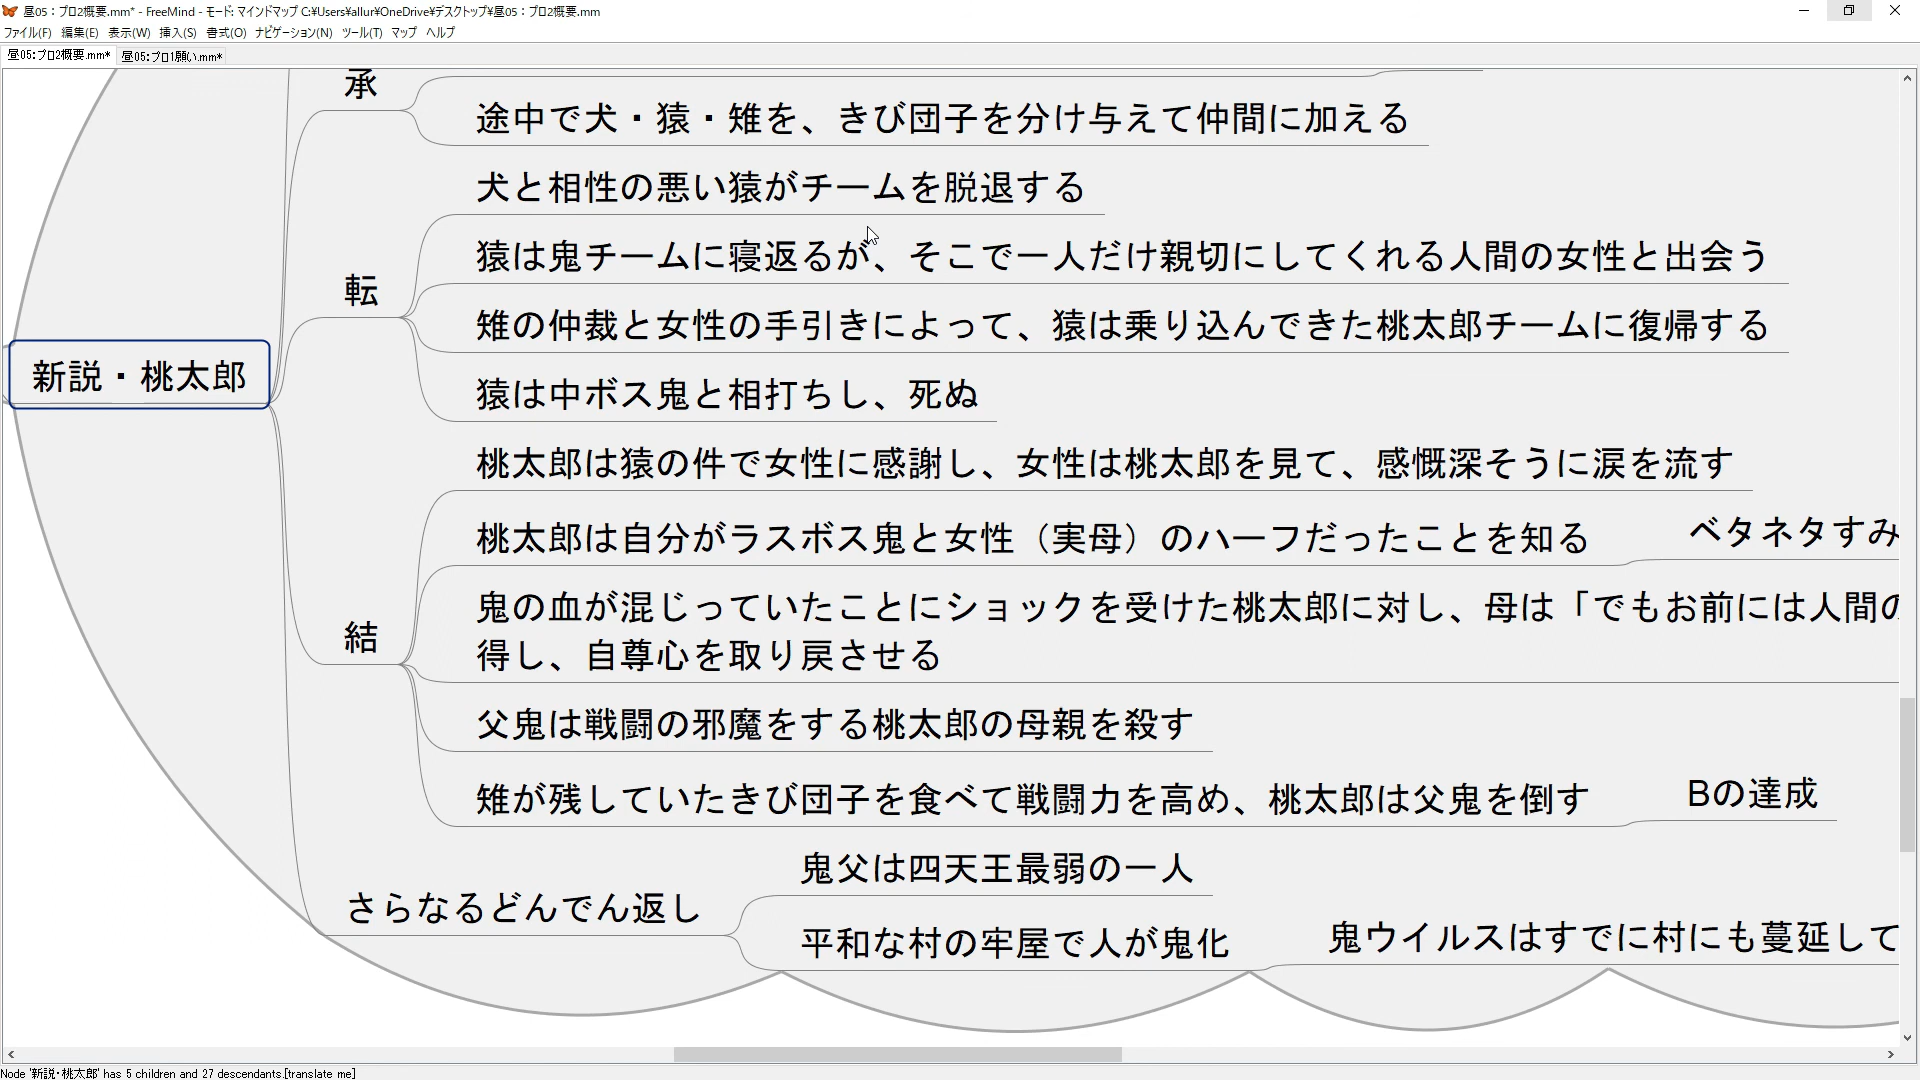 昼05：プロ2概要.mm* - FreeMind - モード: マインドマップ C:¥Users¥allur¥OneDrive¥デスクトップ¥昼05：プロ2概要.mm
ファイル(F) 編集(E) 表示(W) 挿入(S) 書式(O) ナビゲーション(N) ツール(T) マップ ヘルプ
昼05：プロ2概要.mm* 昼05：プロ1願い.mm*
承
途中で犬・猿・雉を、きび団子を分け与えて仲間に加える
犬と相性の悪い猿がチームを脱退する
猿は鬼チームに寝返るが、そこで一人だけ親切にしてくれる人間の女性と出会う
転
雉の仲裁と女性の手引きによって、猿は乗り込んできた桃太郎チームに復帰する
新説・桃太郎
猿は中ボス鬼と相打ちし、死ぬ
桃太郎は猿の件で女性に感謝し、女性は桃太郎を見て、感慨深そうに涙を流す
桃太郎は自分がラスボス鬼と女性（実母）のハーフだったことを知る ベタネタすみ
鬼の血が混じっていたことにショックを受けた桃太郎に対し、母は「でもお前には人間の
得し、自尊心を取り戻させる
結
父鬼は戦闘の邪魔をする桃太郎の母親を殺す
雉が残していたきび団子を食べて戦闘力を高め、桃太郎は父鬼を倒す Bの達成
鬼父は四天王最弱の一人
さらなるどんでん返し
平和な村の牢屋で人が鬼化 鬼ウイルスはすでに村にも蔓延して
Node '新説・桃太郎' has 5 children and 27 descendants.[translate me]